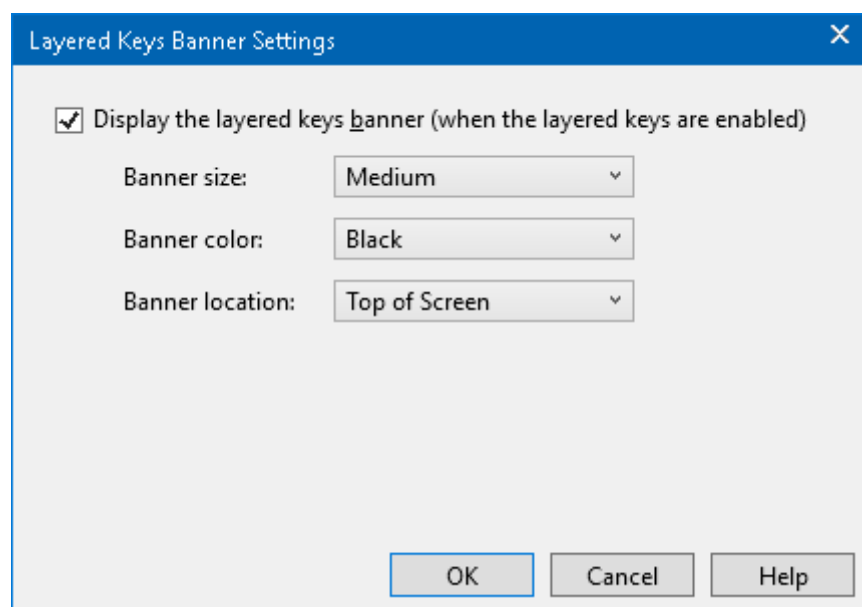 Layered Keys Banner Settings
Display the layered keys banner (when the layered keys are enabled)
Banner size: Medium
Banner color: Black
Banner location: Top of Screen
OK Cancel Help